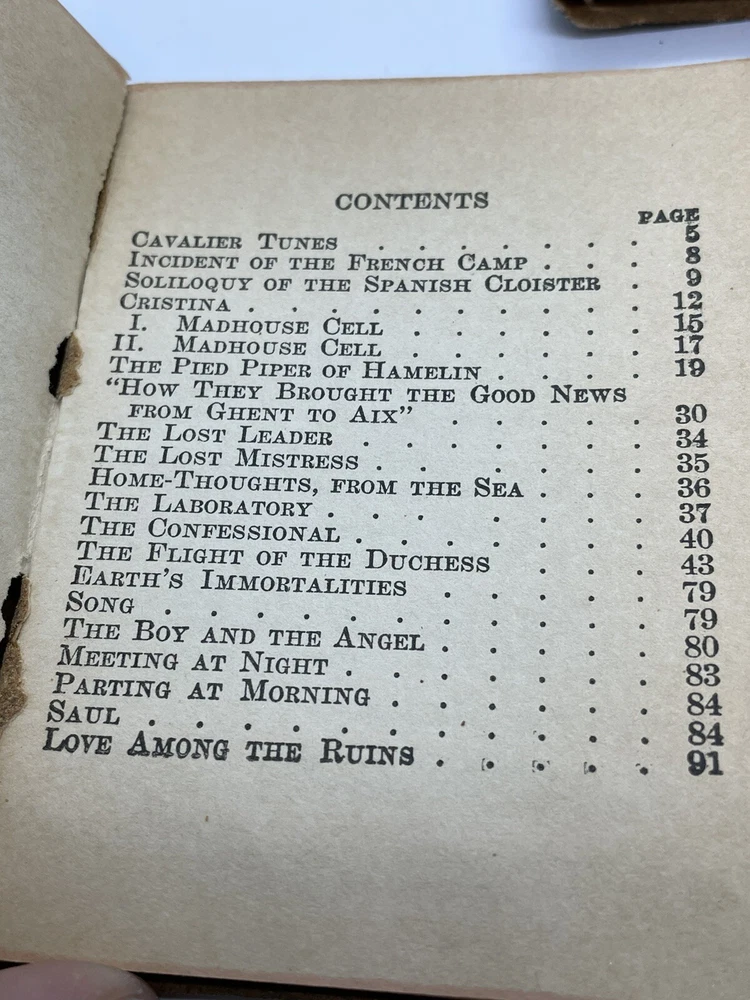 CONTENTS
PAGE
CAVALIER TUNES . . . . . . . 5
INCIDENT OF THE FRENCH CAMP . . . 8
SOLILOQUY OF THE SPANISH CLOISTER . 9
CRISTINA . . . . . . . . . 12
I. MADHOUSE CELL . . . . . . 15
II. MADHOUSE CELL . . . . . . 17
THE PIED PIPER OF HAMELIN . . . . 19
"HOW THEY BROUGHT THE GOOD NEWS
FROM GHENT TO AIX" . . . . . 30
THE LOST LEADER . . . . . . 34
THE LOST MISTRESS . . . . . . 35
HOME-THOUGHTS, FROM THE SEA . . . 36
THE LABORATORY . . . . . . . 37
THE CONFESSIONAL . . . . . . 40
THE FLIGHT OF THE DUCHESS . . . 43
EARTH'S IMMORTALITIES . . . . . 79
SONG . . . . . . . . . . 79
THE BOY AND THE ANGEL . . . . . 80
MEETING AT NIGHT . . . . . . . 83
PARTING AT MORNING . . . . . . 84
SAUL . . . . . . . . . . . 84
LOVE AMONG THE RUINS . . . . . 91